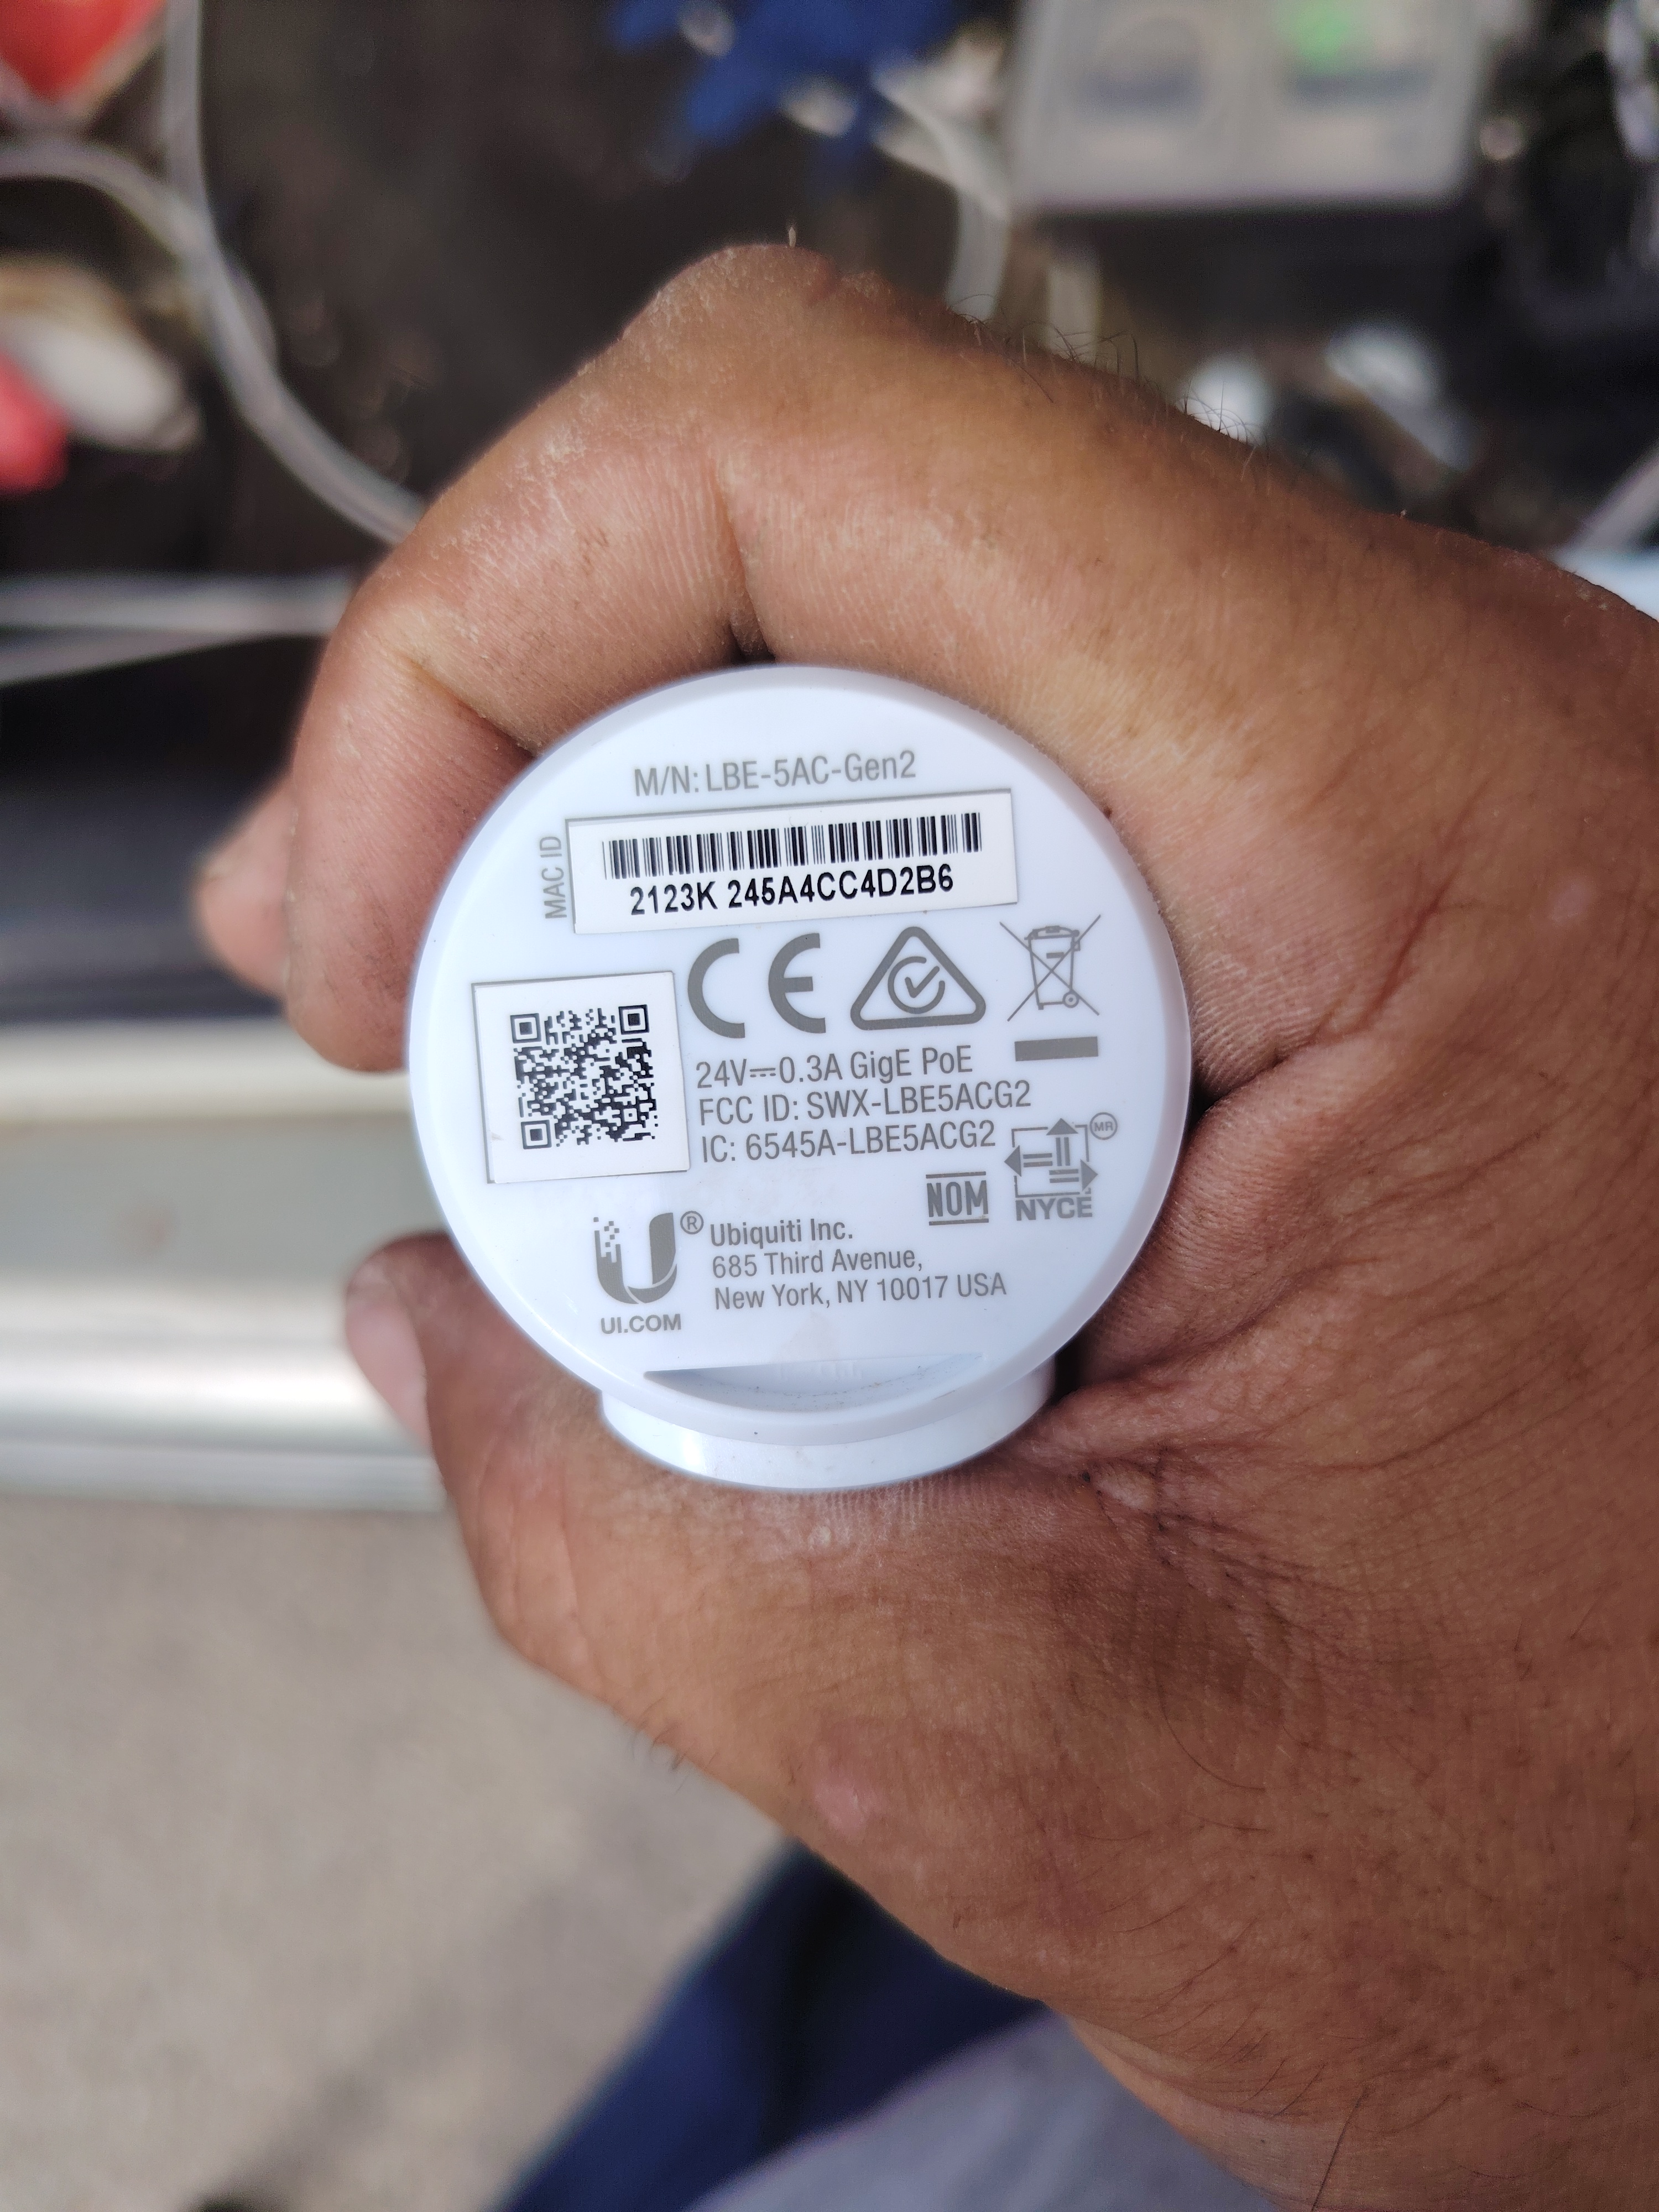 M/N: LBE-5AC-Gen2
MAC ID
2123K 245A4CC4D2B6
CE
24V⎓0.3A GigE PoE
FCC ID: SWX-LBE5ACG2
IC: 6545A-LBE5ACG2
MR
NOM
NYCE
U® Ubiquiti Inc.
685 Third Avenue,
New York, NY 10017 USA
UI.COM